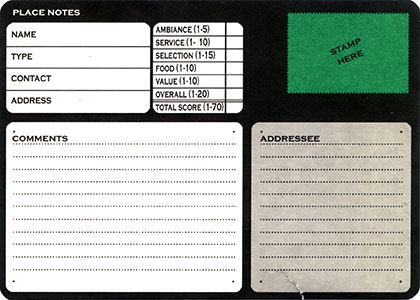 PLACE NOTES
NAME
TYPE
CONTACT
ADDRESS
AMBIANCE (1-5)
SERVICE (1- 10)
SELECTION (1-15)
FOOD (1-10)
VALUE (1-10)
OVERALL (1-20)
TOTAL SCORE (1-70)
STAMP
HERE
COMMENTS
ADDRESSEE